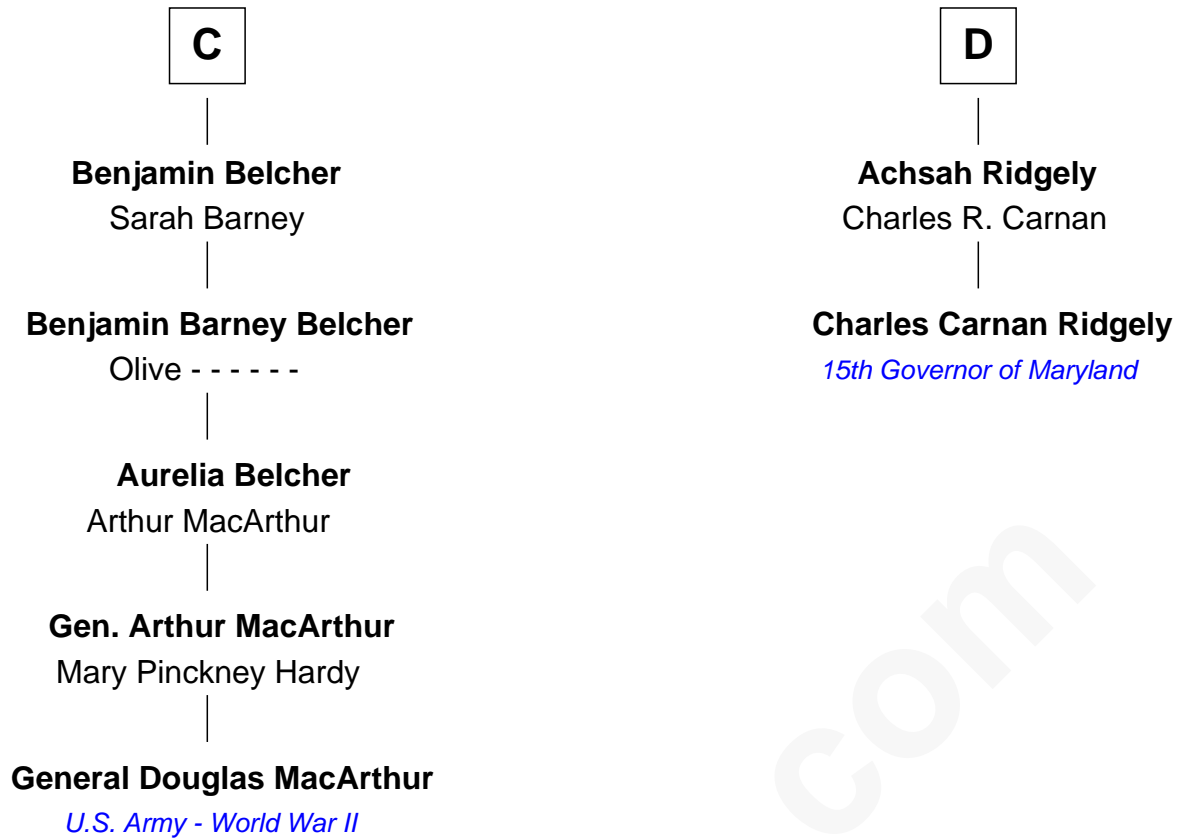 C
Benjamin Belcher
Sarah Barney
Benjamin Barney Belcher
Olive - - - - - -
Aurelia Belcher
Arthur MacArthur
Gen. Arthur MacArthur
Mary Pinckney Hardy
General Douglas MacArthur
U.S. Army - World War II
D
Achsah Ridgely
Charles R. Carnan
Charles Carnan Ridgely
15th Governor of Maryland
com